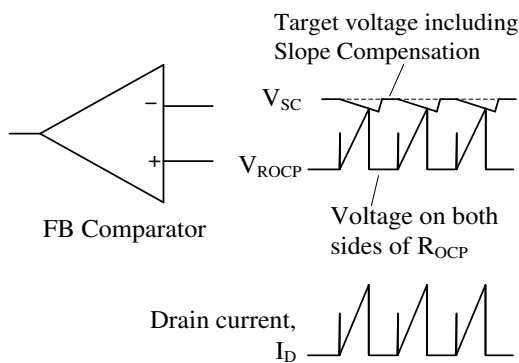 Target voltage including
Slope Compensation
−
V_SC
+
V_ROCP
FB Comparator
Voltage on both
sides of R_OCP
Drain current,
I_D